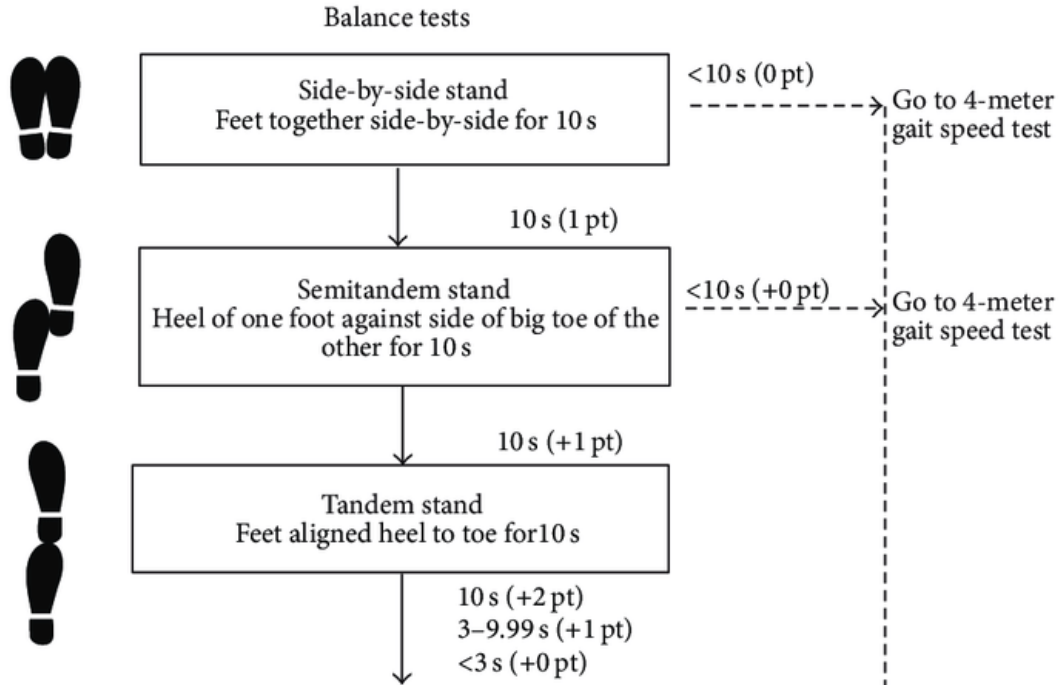 Balance tests
Side-by-side stand
Feet together side-by-side for 10 s
<10 s (0 pt)
Go to 4-meter
gait speed test
10 s (1 pt)
Semitandem stand
Heel of one foot against side of big toe of the
other for 10 s
<10 s (+0 pt)
Go to 4-meter
gait speed test
10 s (+1 pt)
Tandem stand
Feet aligned heel to toe for10 s
10 s (+2 pt)
3–9.99 s (+1 pt)
<3 s (+0 pt)